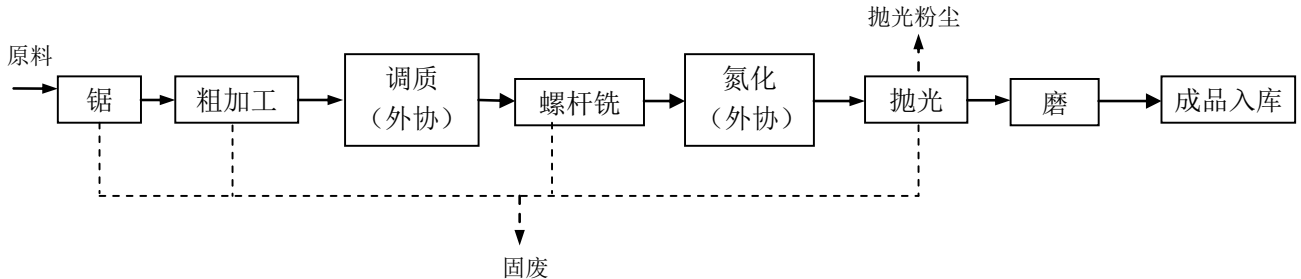 抛光粉尘
原料
锯
粗加工
调质
（外协）
螺杆铣
氮化
（外协）
抛光
磨
成品入库
固废